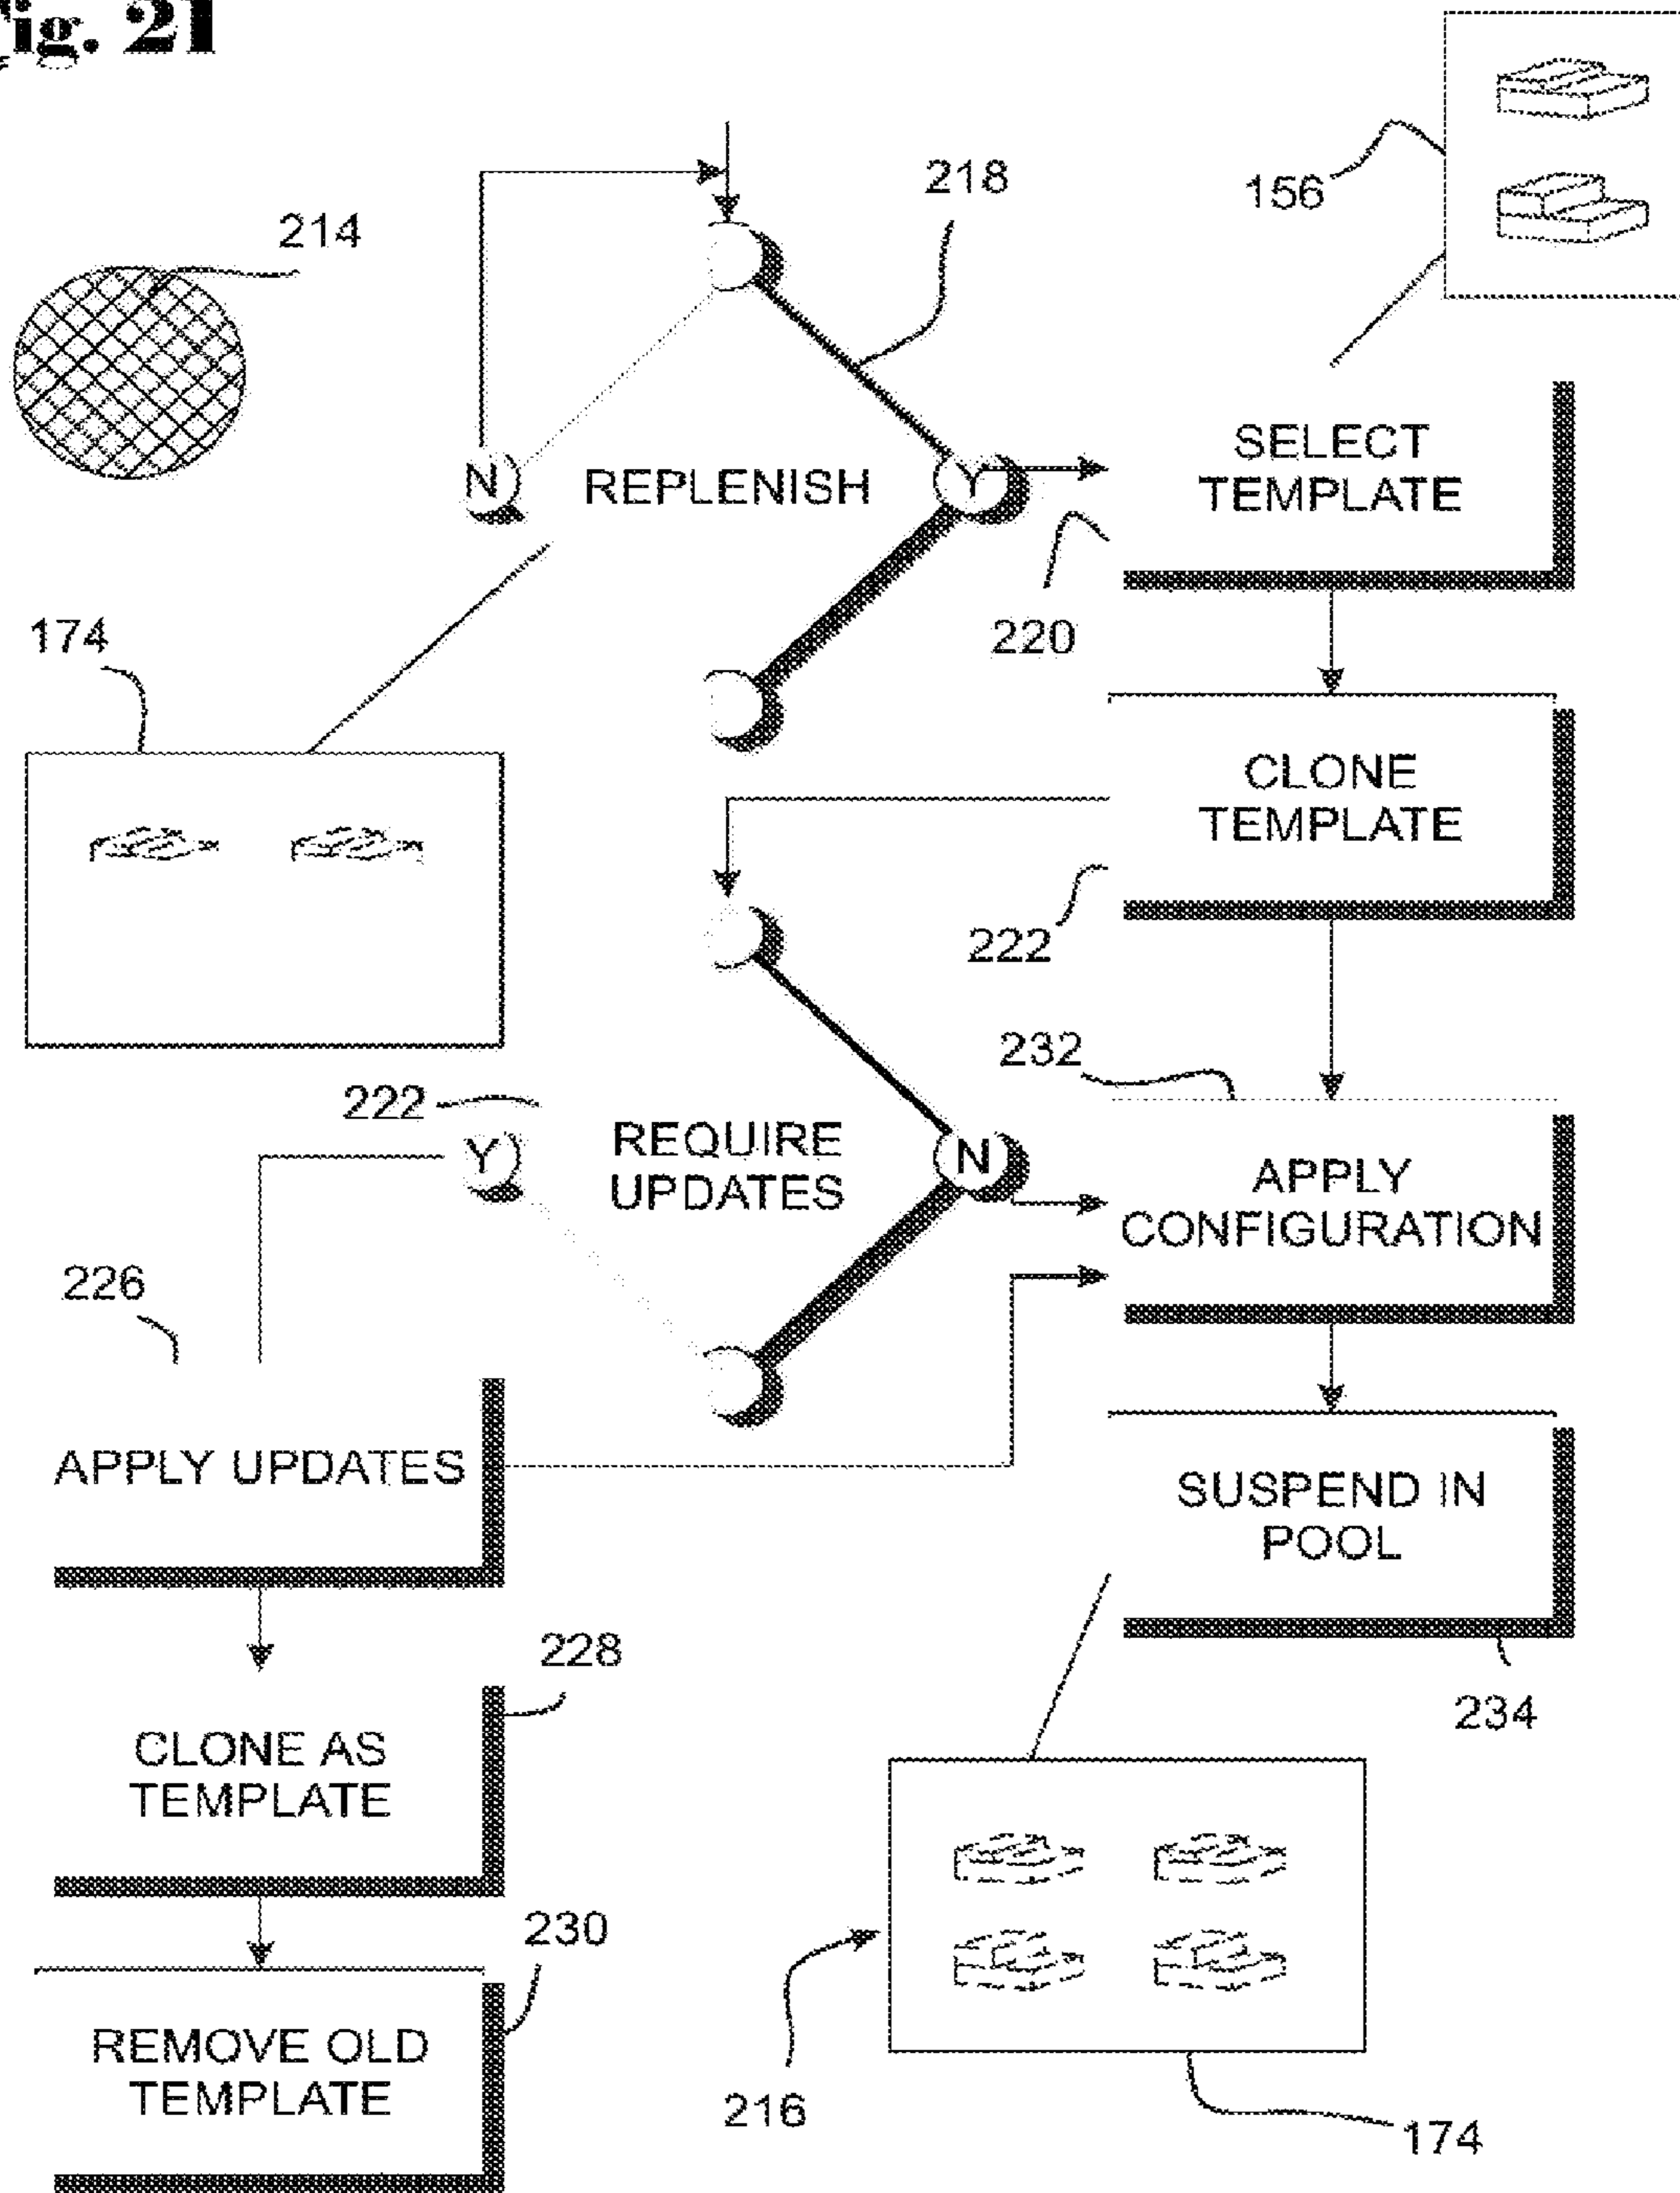 Fig. 21
218
156
214
SELECT
TEMPLATE
N
REPLENISH
Y
220
174
CLONE
TEMPLATE
222
232
222
Y
REQUIRE
UPDATES
N
APPLY
CONFIGURATION
226
APPLY UPDATES
SUSPEND IN
POOL
228
234
CLONE AS
TEMPLATE
230
REMOVE OLD
TEMPLATE
216
174